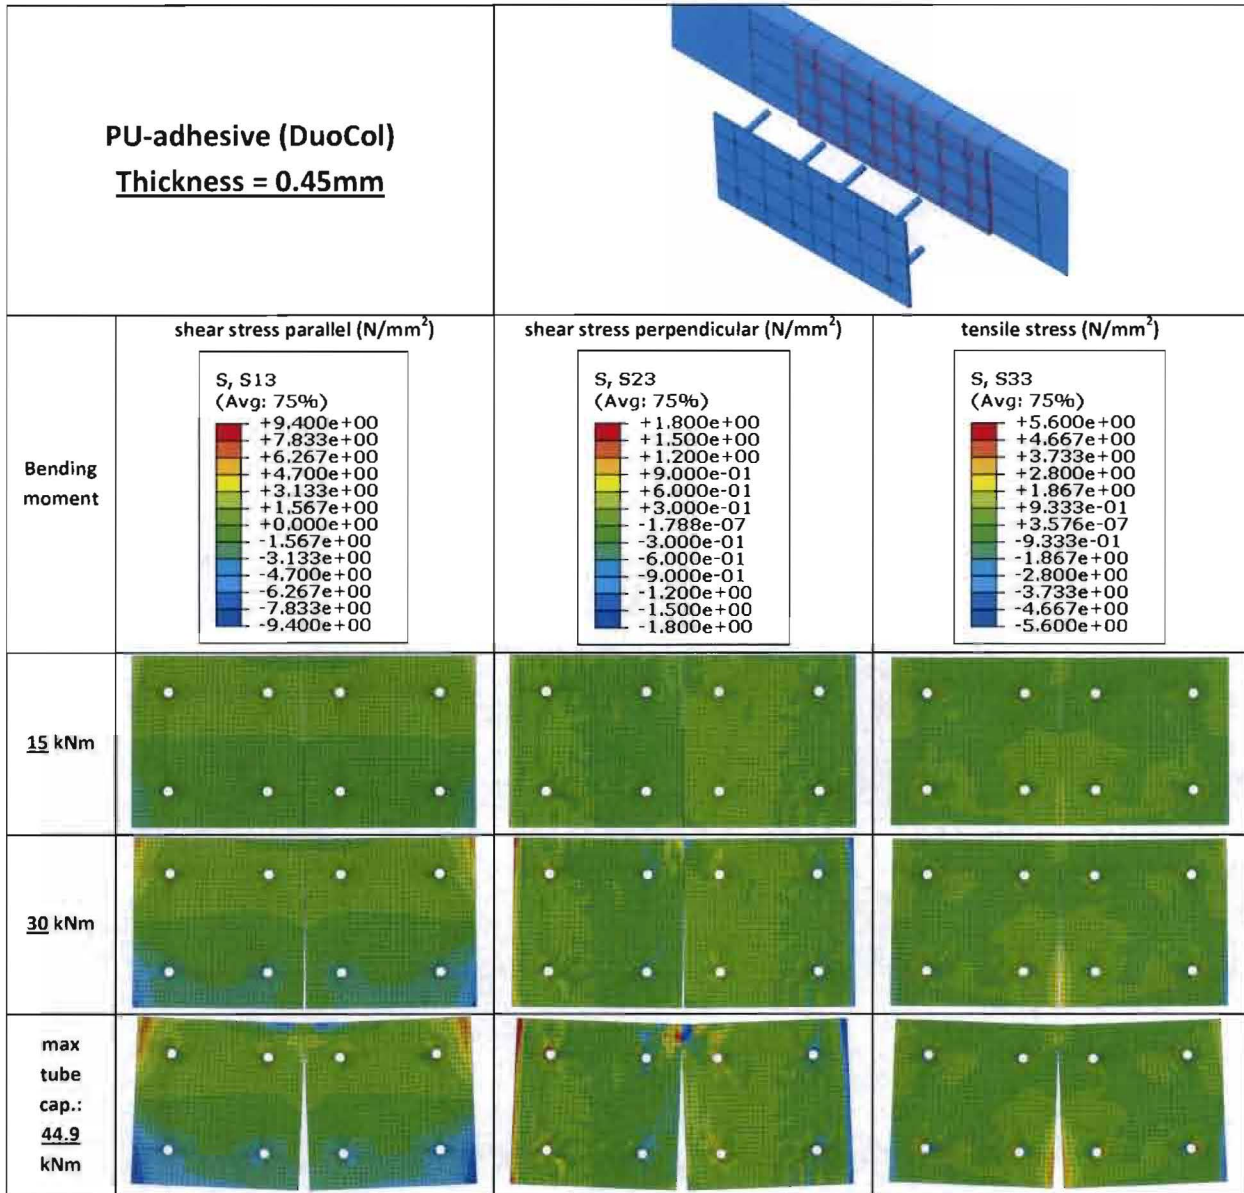 PU-adhesive (DuoCol)
Thickness = 0.45mm
Bending
moment
shear stress parallel (N/mm²)
S, S13
(Avg: 75%)
+9.400e+00
+7.833e+00
+6.267e+00
+4.700e+00
+3.133e+00
+1.567e+00
+0.000e+00
-1.567e+00
-3.133e+00
-4.700e+00
-6.267e+00
-7.833e+00
-9.400e+00
shear stress perpendicular (N/mm²)
S, S23
(Avg: 75%)
+1.800e+00
+1.500e+00
+1.200e+00
+9.000e-01
+6.000e-01
+3.000e-01
-1.788e-07
-3.000e-01
-6.000e-01
-9.000e-01
-1.200e+00
-1.500e+00
-1.800e+00
tensile stress (N/mm²)
S, S33
(Avg: 75%)
+5.600e+00
+4.667e+00
+3.733e+00
+2.800e+00
+1.867e+00
+9.333e-01
+3.576e-07
-9.333e-01
-1.867e+00
-2.800e+00
-3.733e+00
-4.667e+00
-5.600e+00
15 kNm
30 kNm
max
tube
cap.:
44.9
kNm